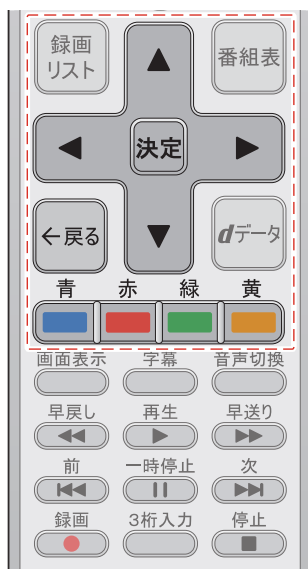 録画
リスト
番組表
決定
←戻る
dデータ
青 赤 緑 黄
画面表示 字幕 音声切換
早戻し 再生 早送り
前 一時停止 次
録画 3桁入力 停止